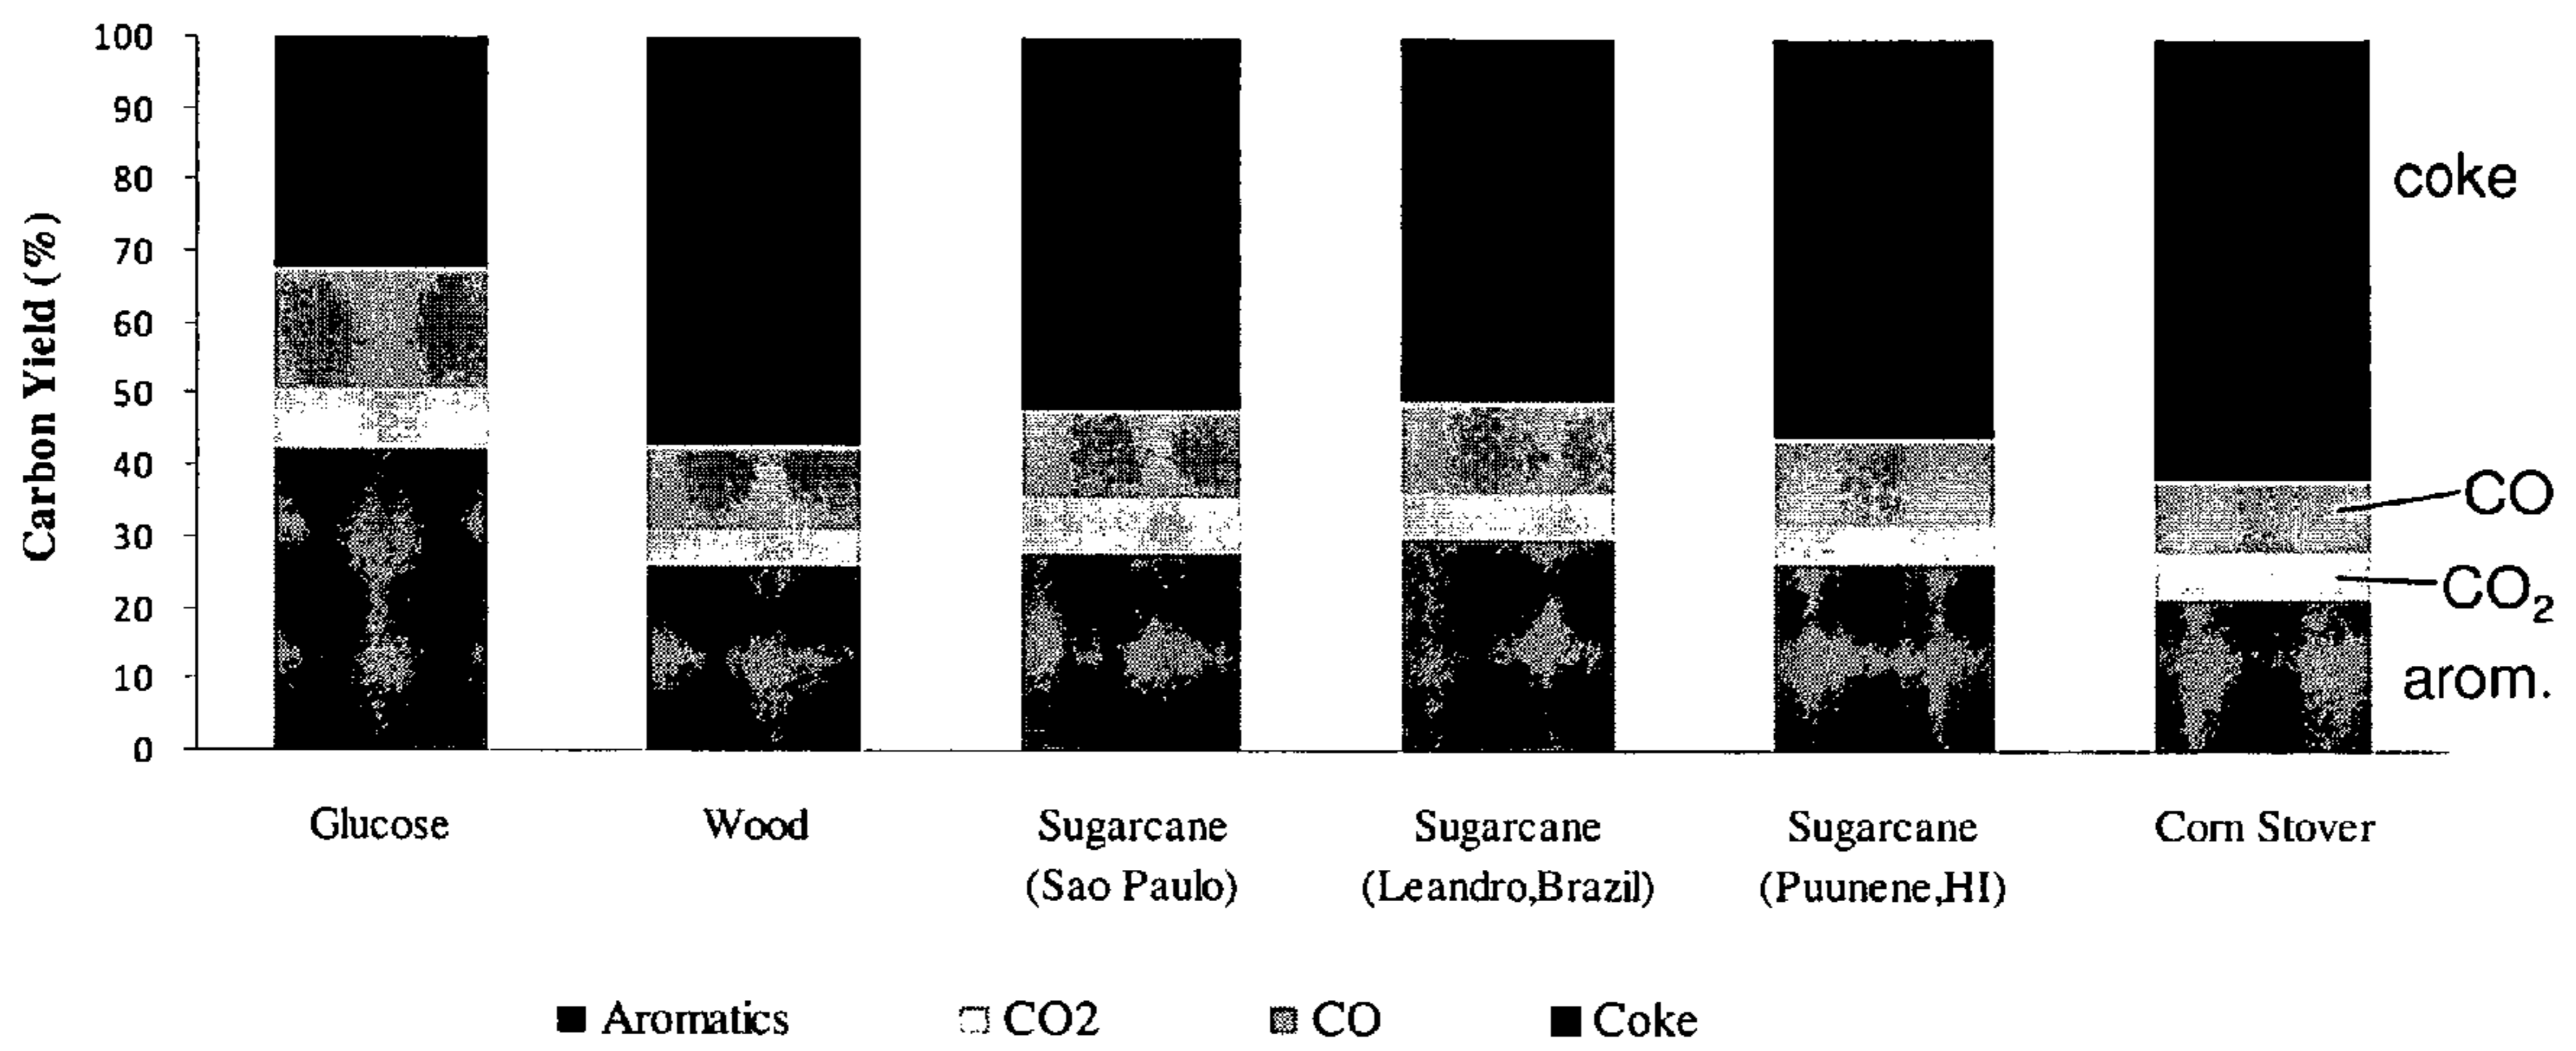 Carbon Yield (%)
100
90
80
70
60
50
40
30
20
10
0
coke
CO
CO₂
arom.
Glucose
Wood
Sugarcane
(Sao Paulo)
Sugarcane
(Leandro,Brazil)
Sugarcane
(Puunene,HI)
Corn Stover
Aromatics
CO2
CO
Coke